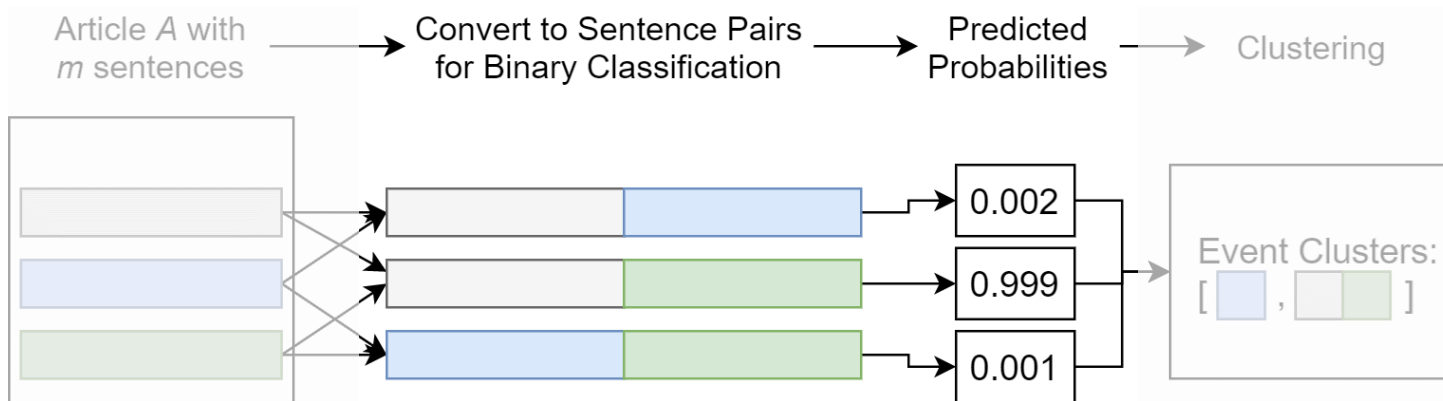 Article A with
m sentences
Convert to Sentence Pairs
for Binary Classification
Predicted
Probabilities
Clustering
0.002
0.999
0.001
Event Clusters:
[ , ]